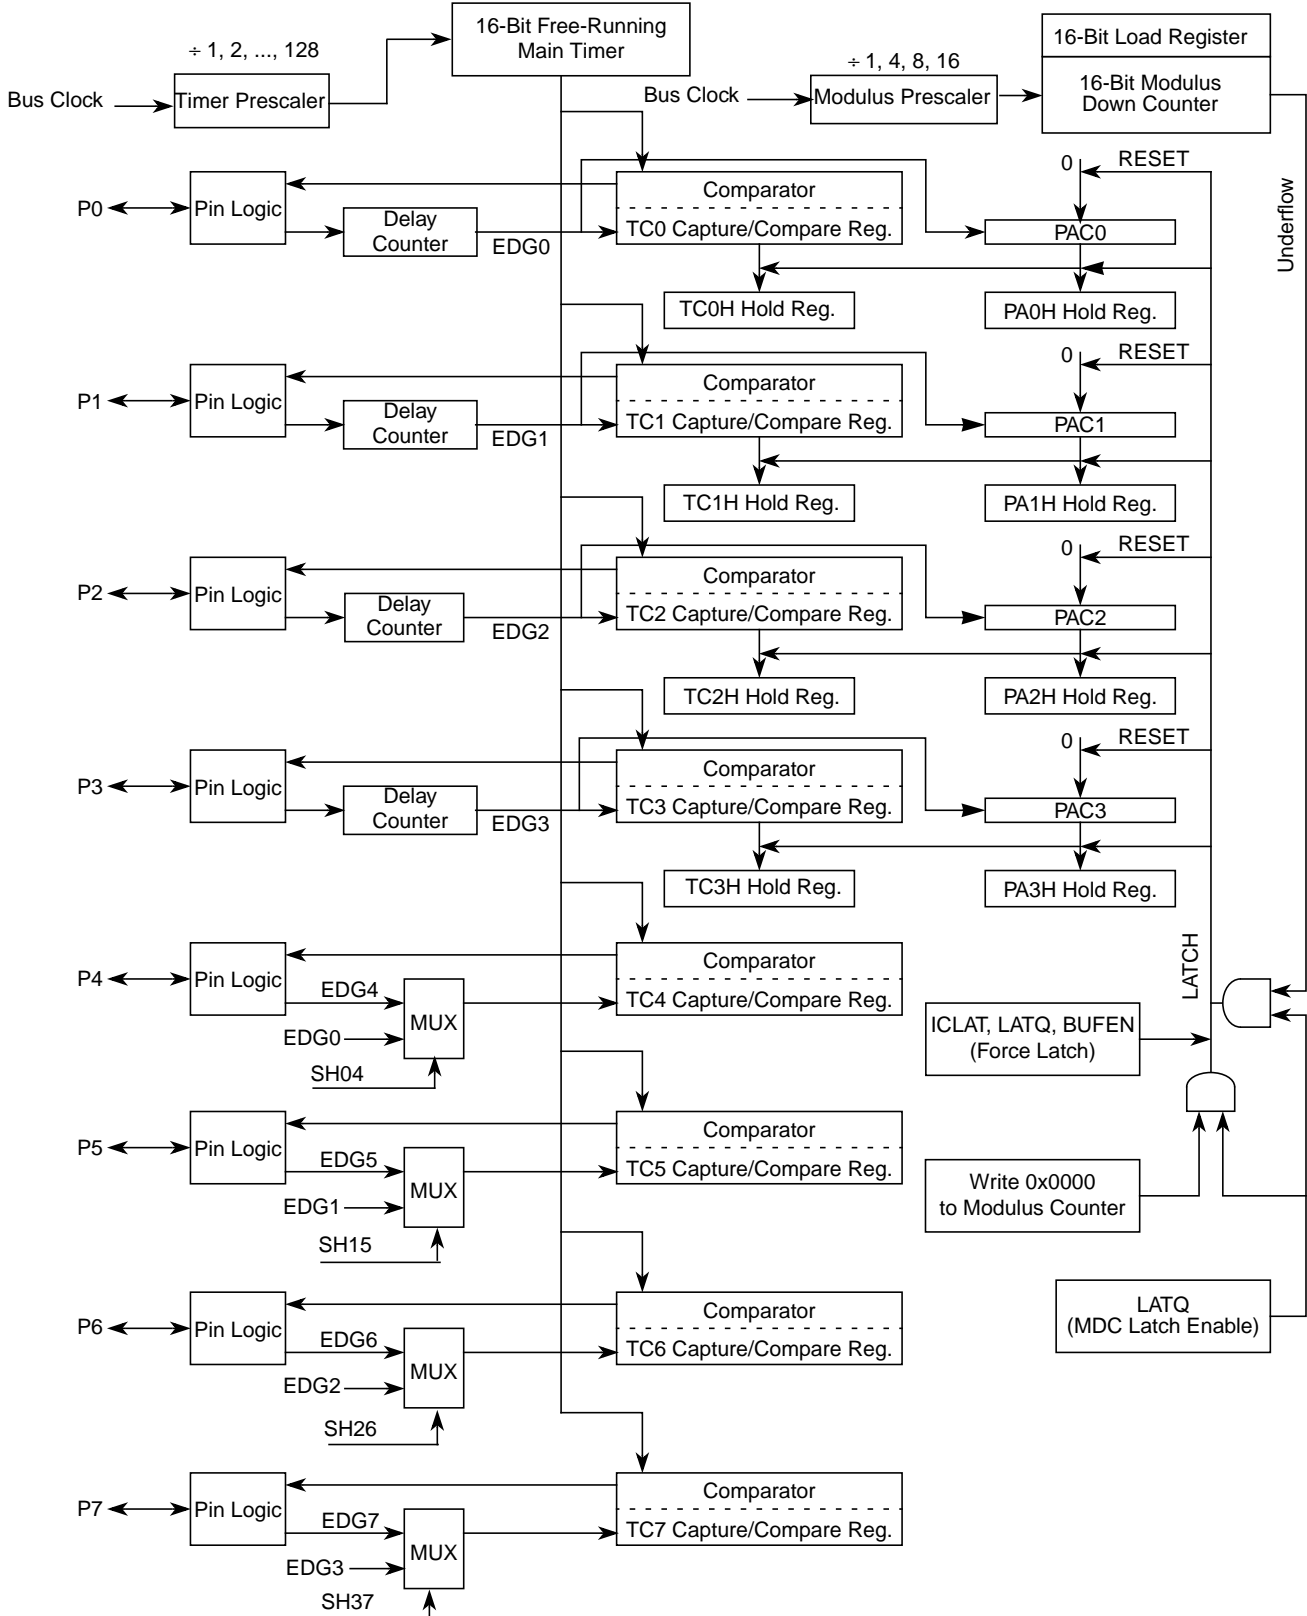 16-Bit Free-Running
Main Timer
÷ 1, 2, ..., 128
Bus Clock
Timer Prescaler
÷ 1, 4, 8, 16
Bus Clock
Modulus Prescaler
16-Bit Load Register
16-Bit Modulus
Down Counter
Underflow
P0
Pin Logic
Delay
Counter
EDG0
Comparator
TC0 Capture/Compare Reg.
0
RESET
PAC0
TC0H Hold Reg.
PA0H Hold Reg.
P1
Pin Logic
Delay
Counter
EDG1
Comparator
TC1 Capture/Compare Reg.
0
RESET
PAC1
TC1H Hold Reg.
PA1H Hold Reg.
P2
Pin Logic
Delay
Counter
EDG2
Comparator
TC2 Capture/Compare Reg.
0
RESET
PAC2
TC2H Hold Reg.
PA2H Hold Reg.
P3
Pin Logic
Delay
Counter
EDG3
Comparator
TC3 Capture/Compare Reg.
0
RESET
PAC3
TC3H Hold Reg.
PA3H Hold Reg.
P4
Pin Logic
EDG4
EDG0
MUX
SH04
Comparator
TC4 Capture/Compare Reg.
LATCH
ICLAT, LATQ, BUFEN
(Force Latch)
P5
Pin Logic
EDG5
EDG1
MUX
SH15
Comparator
TC5 Capture/Compare Reg.
Write 0x0000
to Modulus Counter
P6
Pin Logic
EDG6
EDG2
MUX
SH26
Comparator
TC6 Capture/Compare Reg.
LATQ
(MDC Latch Enable)
P7
Pin Logic
EDG7
EDG3
MUX
SH37
Comparator
TC7 Capture/Compare Reg.